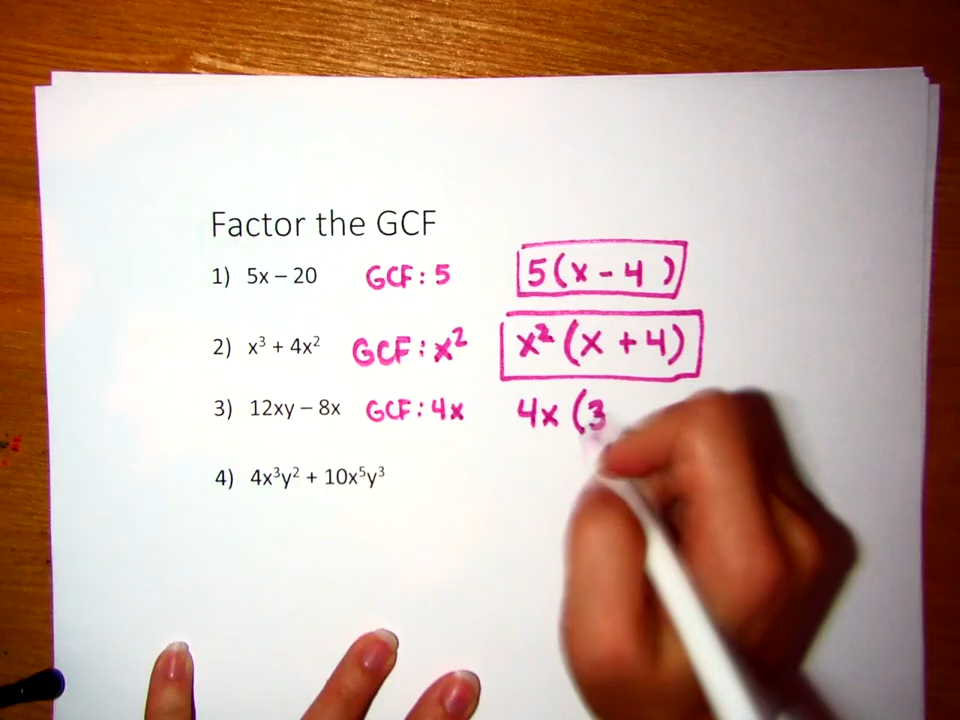 Factor the GCF
1) 5x – 20 GCF: 5 5(x - 4)
2) x³ + 4x² GCF: x² x² (x + 4)
3) 12xy – 8x GCF: 4x 4x (3
4) 4x³y² + 10x⁵y³